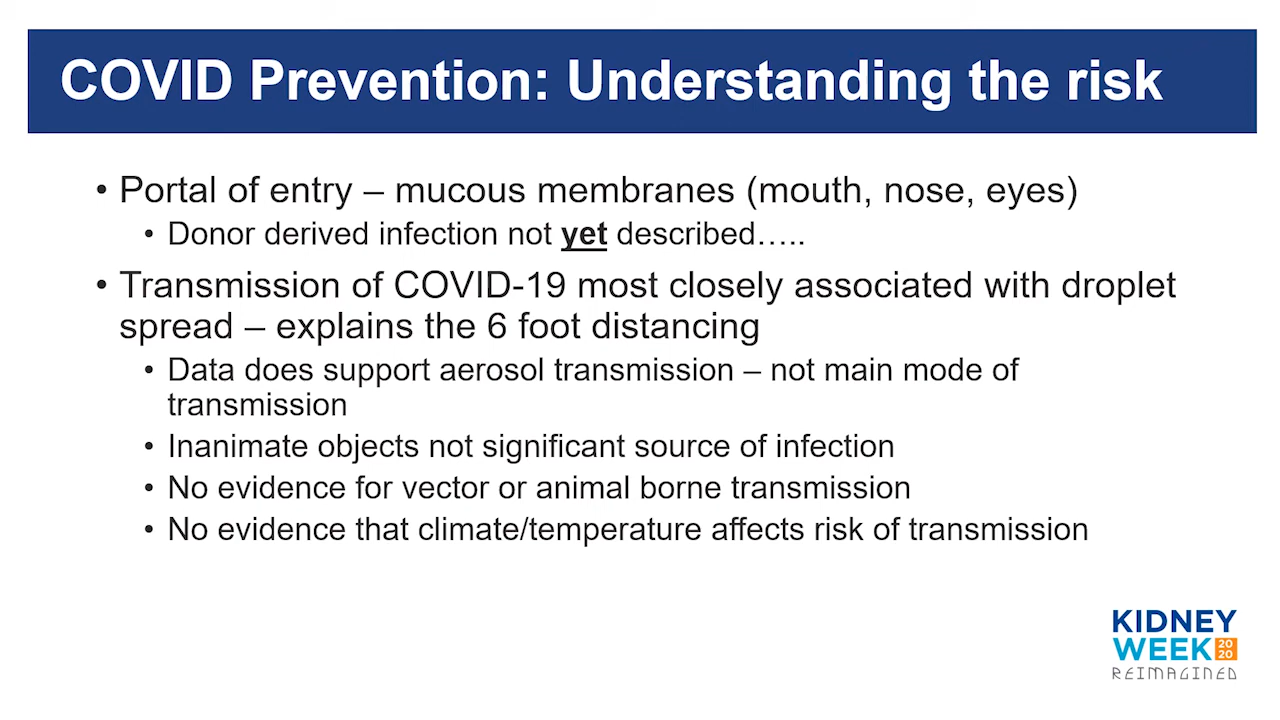 COVID Prevention: Understanding the risk
• Portal of entry – mucous membranes (mouth, nose, eyes)
• Donor derived infection not yet described…..
• Transmission of COVID-19 most closely associated with droplet
spread – explains the 6 foot distancing
• Data does support aerosol transmission – not main mode of
transmission
• Inanimate objects not significant source of infection
• No evidence for vector or animal borne transmission
• No evidence that climate/temperature affects risk of transmission
KIDNEY
WEEK 2020
REIMAGINED